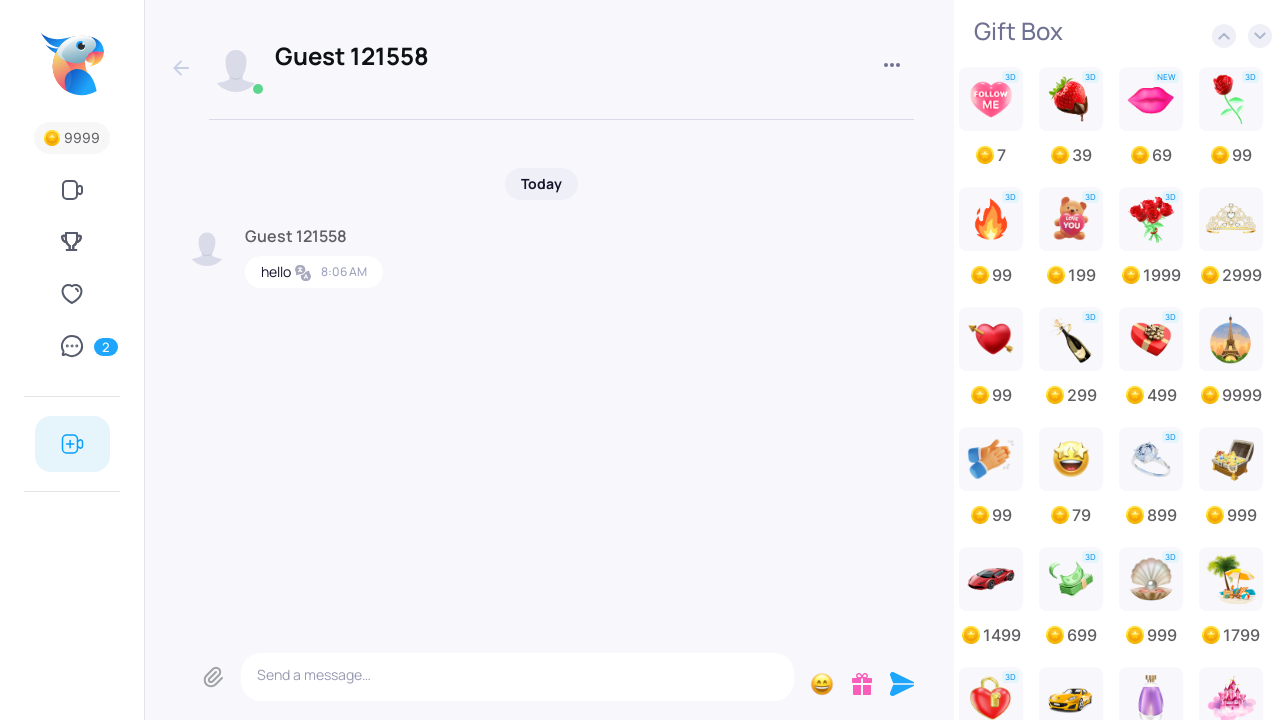 9999
2
Guest 121558
Today
Guest 121558
hello 8:06 AM
Send a message...
Gift Box
3D 3D NEW 3D
FOLLOW
ME
7 39 69 99
3D 3D 3D
LOVE
YOU
99 199 1999 2999
3D 3D
99 299 499 9999
3D
99 79 899 999
3D 3D
1499 699 999 1799
3D